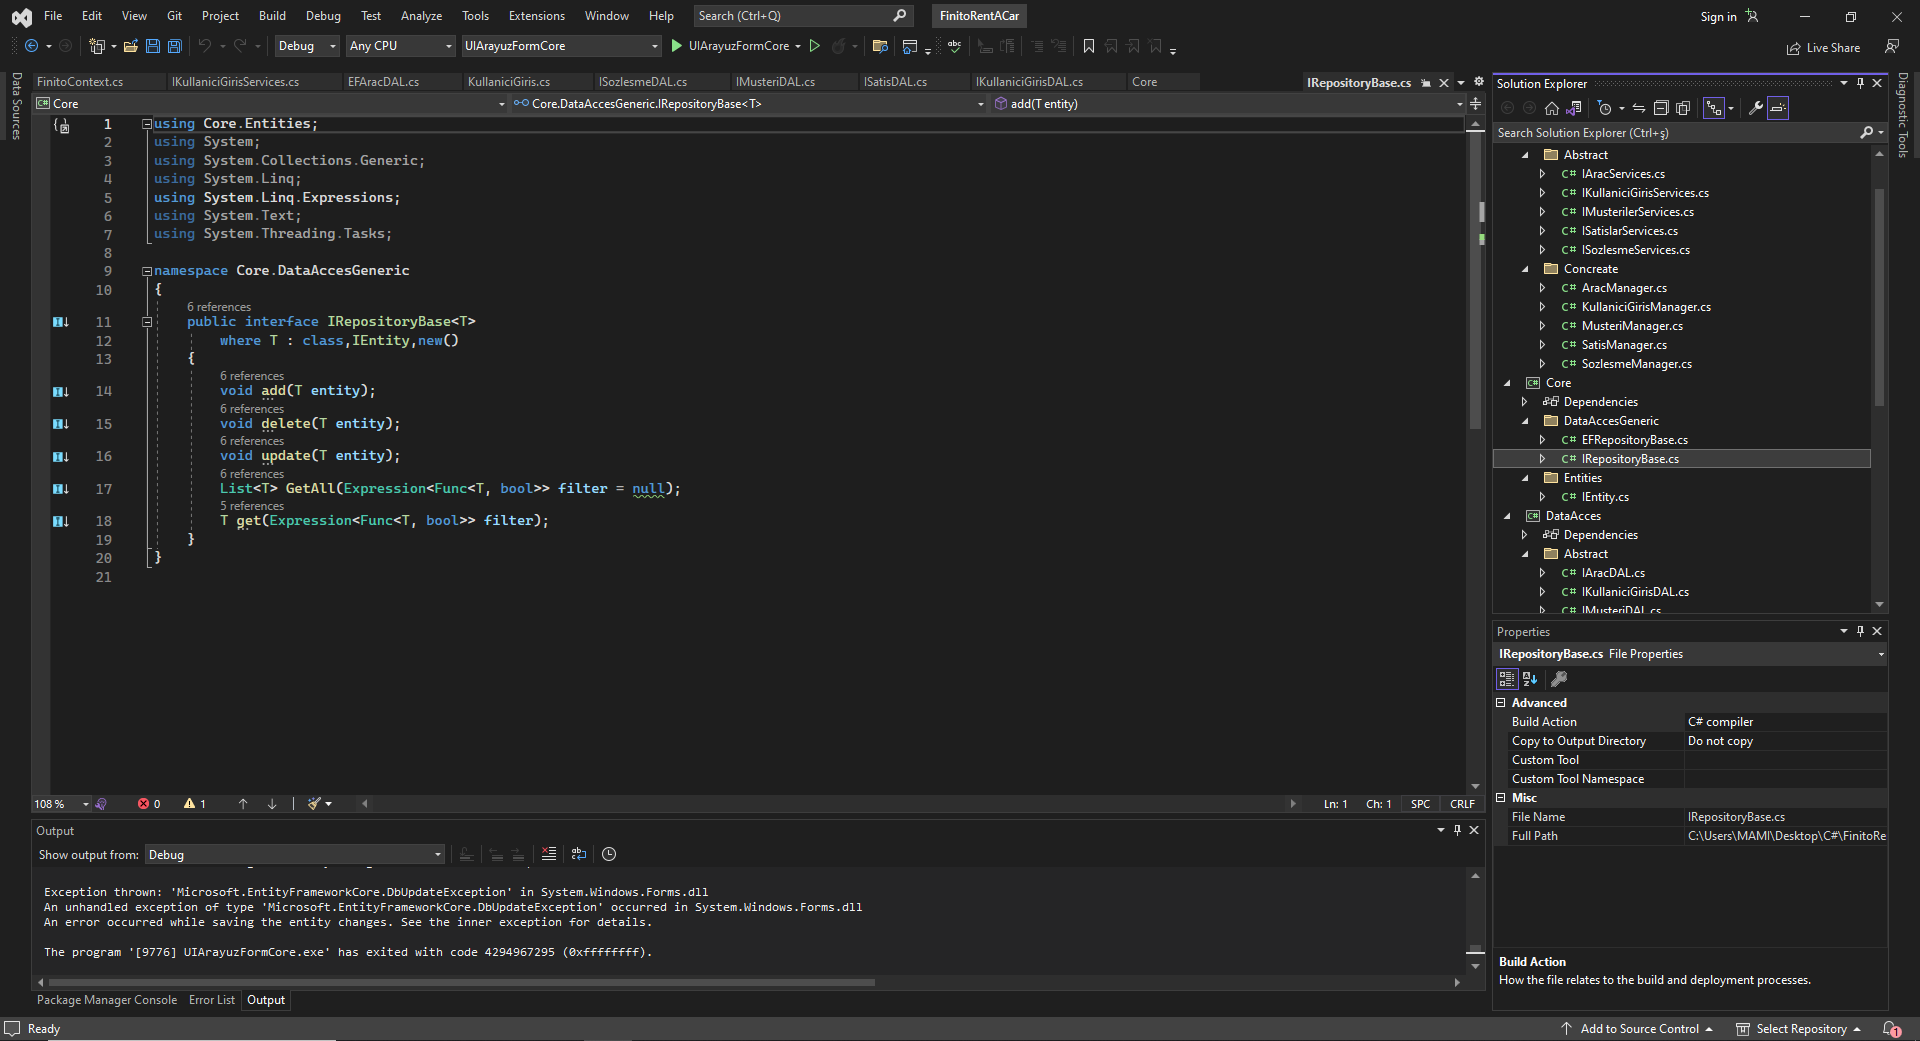 File Edit View Git Project Build Debug Test Analyze Tools Extensions Window Help Search (Ctrl+Q) FinitoRentACar Sign in
Debug Any CPU UIArayuzFormCore UIArayuzFormCore Live Share
Data Sources
FinitoContext.cs IKullaniciGirisServices.cs EFAracDAL.cs KullaniciGiris.cs ISozlesmeDAL.cs IMusteriDAL.cs ISatisDAL.cs IKullaniciGirisDAL.cs Core IRepositoryBase.cs
Core Core.DataAccesGeneric.IRepositoryBase<T> add(T entity)
1 using Core.Entities;
2 using System;
3 using System.Collections.Generic;
4 using System.Linq;
5 using System.Linq.Expressions;
6 using System.Text;
7 using System.Threading.Tasks;
8
9 namespace Core.DataAccesGeneric
10 {
6 references
11 public interface IRepositoryBase<T>
12 where T : class,IEntity,new()
13 {
6 references
14 void add(T entity);
6 references
15 void delete(T entity);
6 references
16 void update(T entity);
6 references
17 List<T> GetAll(Expression<Func<T, bool>> filter = null);
5 references
18 T get(Expression<Func<T, bool>> filter);
19 }
20 }
21
108 % 0 1 Ln: 1 Ch: 1 SPC CRLF
Output
Show output from: Debug
Exception thrown: 'Microsoft.EntityFrameworkCore.DbUpdateException' in System.Windows.Forms.dll
An unhandled exception of type 'Microsoft.EntityFrameworkCore.DbUpdateException' occurred in System.Windows.Forms.dll
An error occurred while saving the entity changes. See the inner exception for details.
The program '[9776] UIArayuzFormCore.exe' has exited with code 4294967295 (0xffffffff).
Package Manager Console Error List Output
Solution Explorer
Search Solution Explorer (Ctrl+ş)
Abstract
C# IAracServices.cs
C# IKullaniciGirisServices.cs
C# IMusterilerServices.cs
C# ISatislarServices.cs
C# ISozlesmeServices.cs
Concreate
C# AracManager.cs
C# KullaniciGirisManager.cs
C# MusteriManager.cs
C# SatisManager.cs
C# SozlesmeManager.cs
C# Core
Dependencies
DataAccesGeneric
C# EFRepositoryBase.cs
C# IRepositoryBase.cs
Entities
C# IEntity.cs
C# DataAcces
Dependencies
Abstract
C# IAracDAL.cs
C# IKullaniciGirisDAL.cs
C# IMusteriDAL.cs
Diagnostic Tools
Properties
IRepositoryBase.cs File Properties
Advanced
Build Action C# compiler
Copy to Output Directory Do not copy
Custom Tool
Custom Tool Namespace
Misc
File Name IRepositoryBase.cs
Full Path C:\Users\MAMI\Desktop\C#\FinitoRe
Build Action
How the file relates to the build and deployment processes.
Ready Add to Source Control Select Repository 1